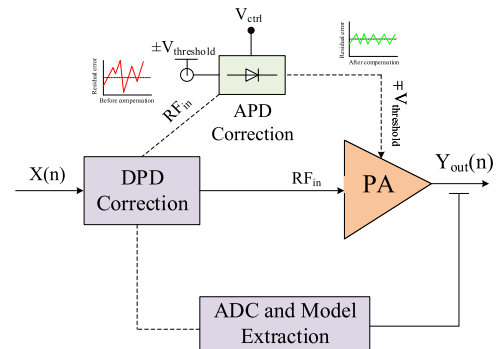 V_ctrl
±V_threshold
Residual error
Before compensation
Residual error
After compensation
RF_in
APD
Correction
∓V_threshold
X(n)
DPD
Correction
RF_in
PA
Y_out(n)
ADC and Model
Extraction